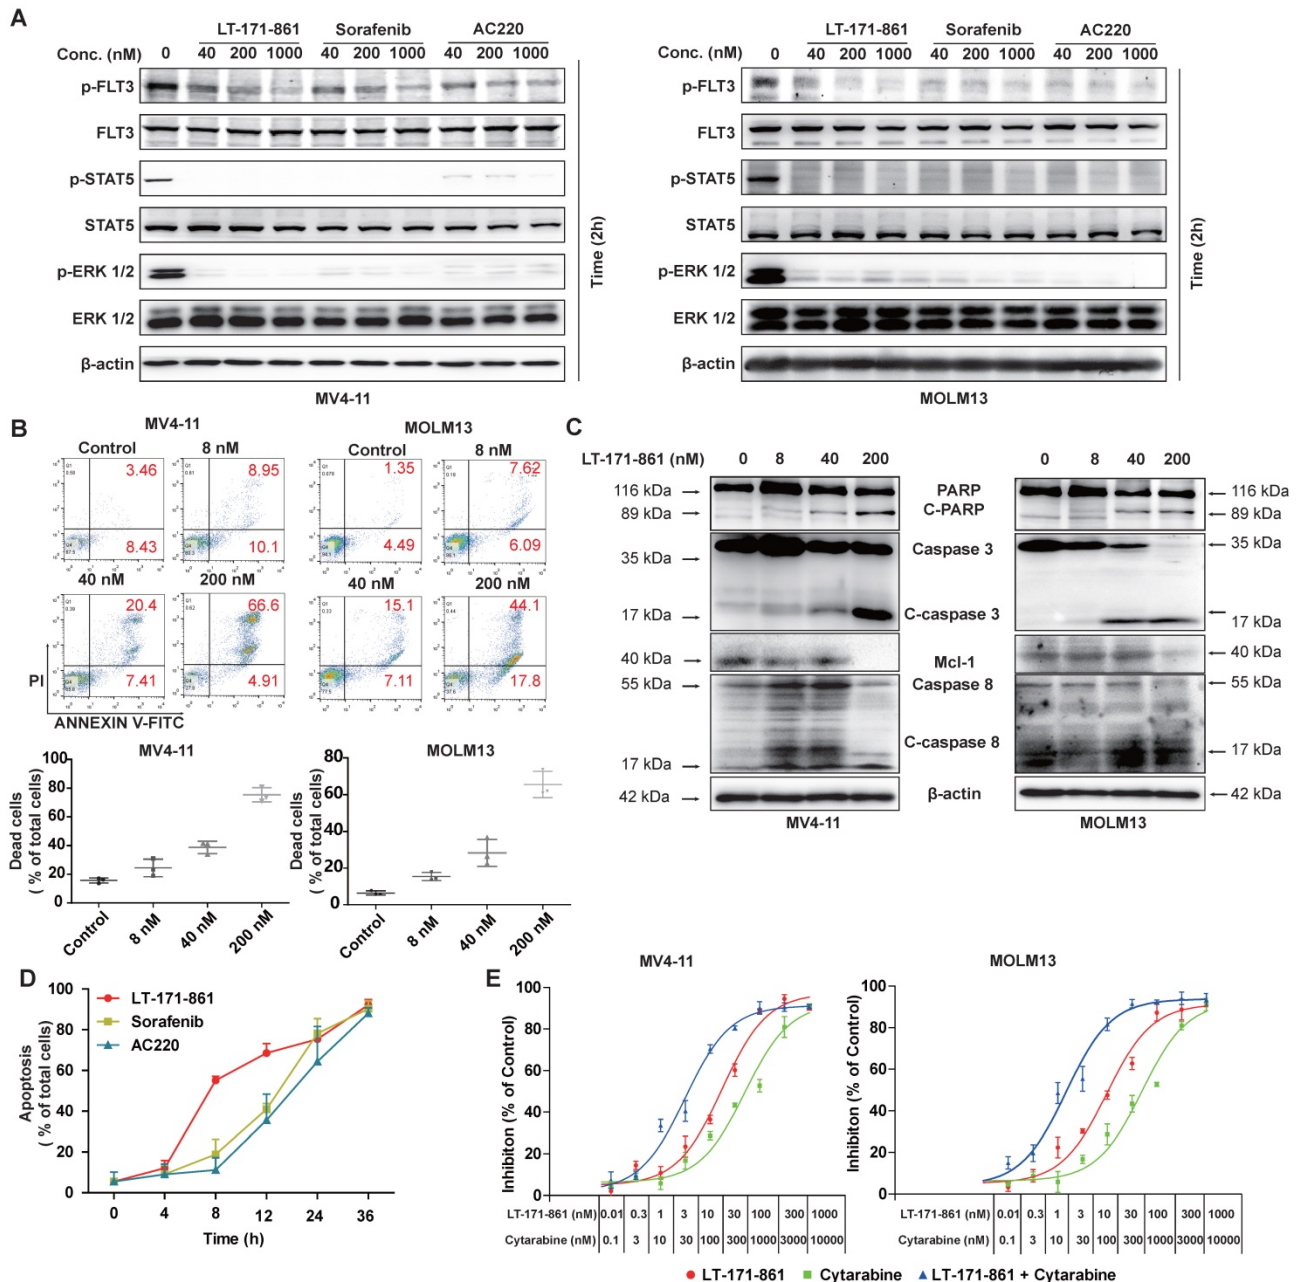 A
LT-171-861 Sorafenib AC220
Conc. (nM) 0 40 200 1000 40 200 1000 40 200 1000
p-FLT3
FLT3
p-STAT5
STAT5
p-ERK 1/2
ERK 1/2
β-actin
Time (2h)
MV4-11
LT-171-861 Sorafenib AC220
Conc. (nM) 0 40 200 1000 40 200 1000 40 200 1000
p-FLT3
FLT3
p-STAT5
STAT5
p-ERK 1/2
ERK 1/2
β-actin
Time (2h)
MOLM13
B
MV4-11 MOLM13
Control 8 nM Control 8 nM
3.46 8.95 1.35 7.62
8.43 10.1 4.49 6.09
40 nM 200 nM 40 nM 200 nM
20.4 66.6 15.1 44.1
7.41 4.91 7.11 17.8
PI
ANNEXIN V-FITC
MV4-11
Dead cells
( % of total cells)
100
80
60
40
20
0
Control 8 nM 40 nM 200 nM
MOLM13
Dead cells
( % of total cells)
80
60
40
20
0
Control 8 nM 40 nM 200 nM
C
LT-171-861 (nM) 0 8 40 200 0 8 40 200
116 kDa PARP 116 kDa
89 kDa C-PARP 89 kDa
35 kDa Caspase 3 35 kDa
17 kDa C-caspase 3 17 kDa
40 kDa Mcl-1 40 kDa
55 kDa Caspase 8 55 kDa
17 kDa C-caspase 8 17 kDa
42 kDa β-actin 42 kDa
MV4-11 MOLM13
D
LT-171-861
Sorafenib
AC220
Apoptosis
( % of total cells)
100
80
60
40
20
0
0 4 8 12 24 36
Time (h)
E
MV4-11
Inhibiton (% of Control)
100
80
60
40
20
0
LT-171-861 (nM) 0.01 0.3 1 3 10 30 100 300 1000
Cytarabine (nM) 0.1 3 10 30 100 300 1000 3000 10000
MOLM13
Inhibiton (% of Control)
100
80
60
40
20
0
LT-171-861 (nM) 0.01 0.3 1 3 10 30 100 300 1000
Cytarabine (nM) 0.1 3 10 30 100 300 1000 3000 10000
LT-171-861 Cytarabine LT-171-861 + Cytarabine